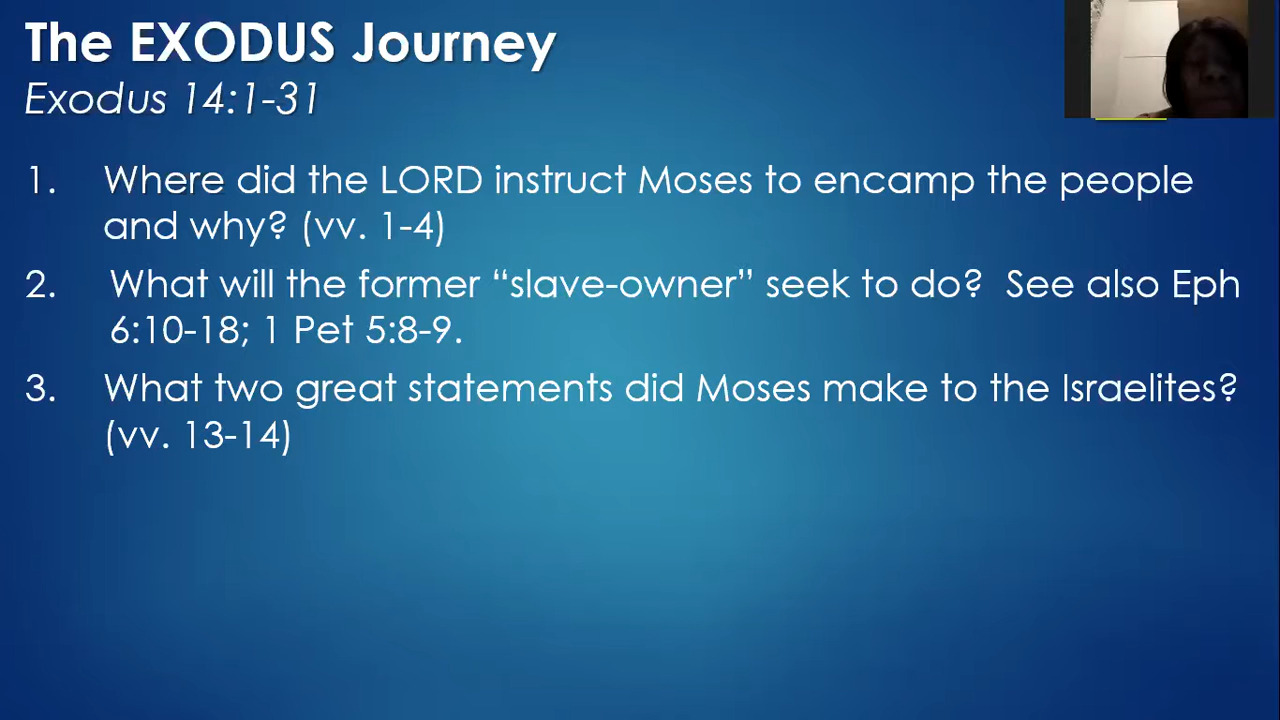 The EXODUS Journey
Exodus 14:1-31
1. Where did the LORD instruct Moses to encamp the people
and why? (vv. 1-4)
2. What will the former “slave-owner” seek to do? See also Eph
6:10-18; 1 Pet 5:8-9.
3. What two great statements did Moses make to the Israelites?
(vv. 13-14)